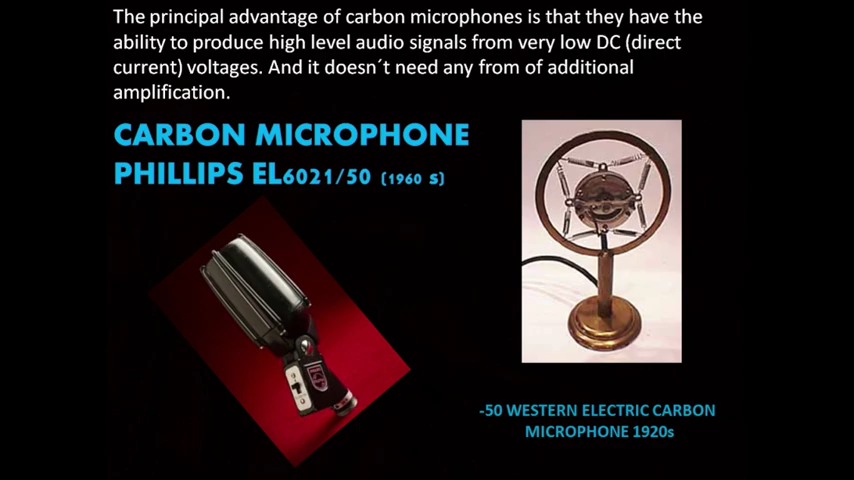 The principal advantage of carbon microphones is that they have the
ability to produce high level audio signals from very low DC (direct
current) voltages. And it doesn´t need any from of additional
amplification.
CARBON MICROPHONE
PHILLIPS EL6021/50 (1960 S)
-50 WESTERN ELECTRIC CARBON
MICROPHONE 1920s